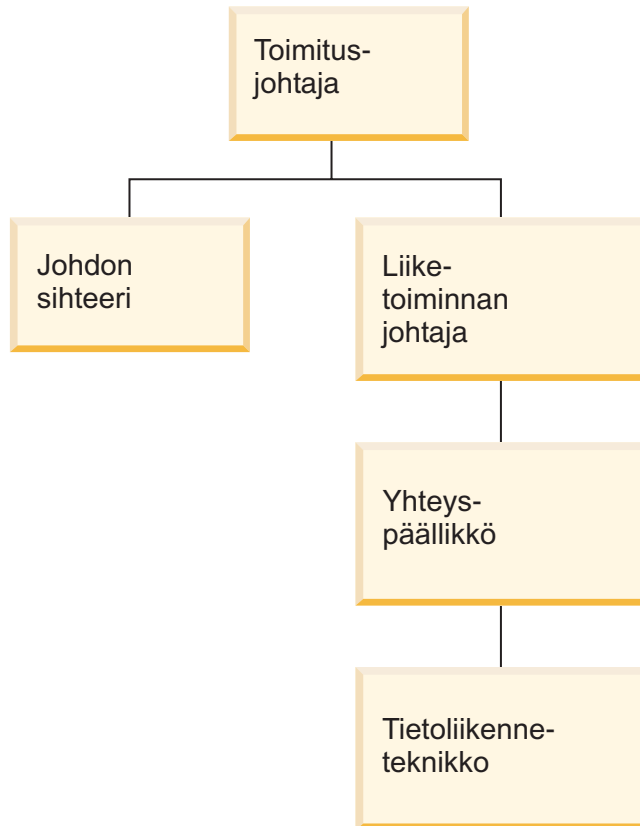 Toimitus-
johtaja
Johdon
sihteeri
Liike-
toiminnan
johtaja
Yhteys-
päällikkö
Tietoliikenne-
teknikko